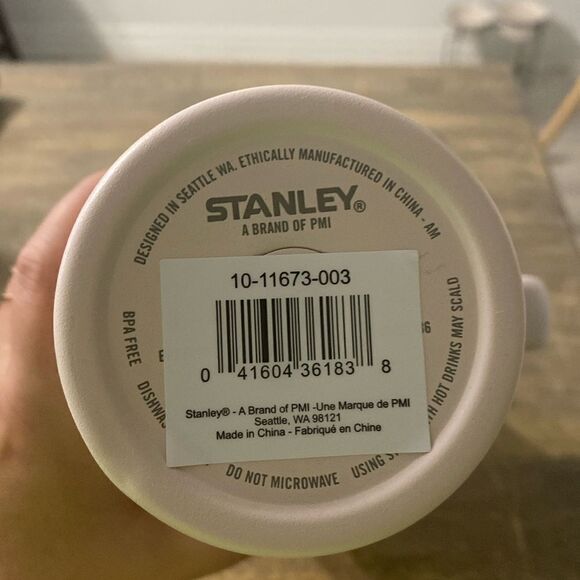 DESIGNED IN SEATTLE WA. ETHICALLY MANUFACTURED IN CHINA - AM
STANLEY®
A BRAND OF PMI
10-11673-003
0 41604 36183 8
Stanley® - A Brand of PMI -Une Marque de PMI
Seattle, WA 98121
Made in China - Fabriqué en Chine
BPA FREE
DO NOT MICROWAVE
USING
HOT DRINKS MAY SCALD